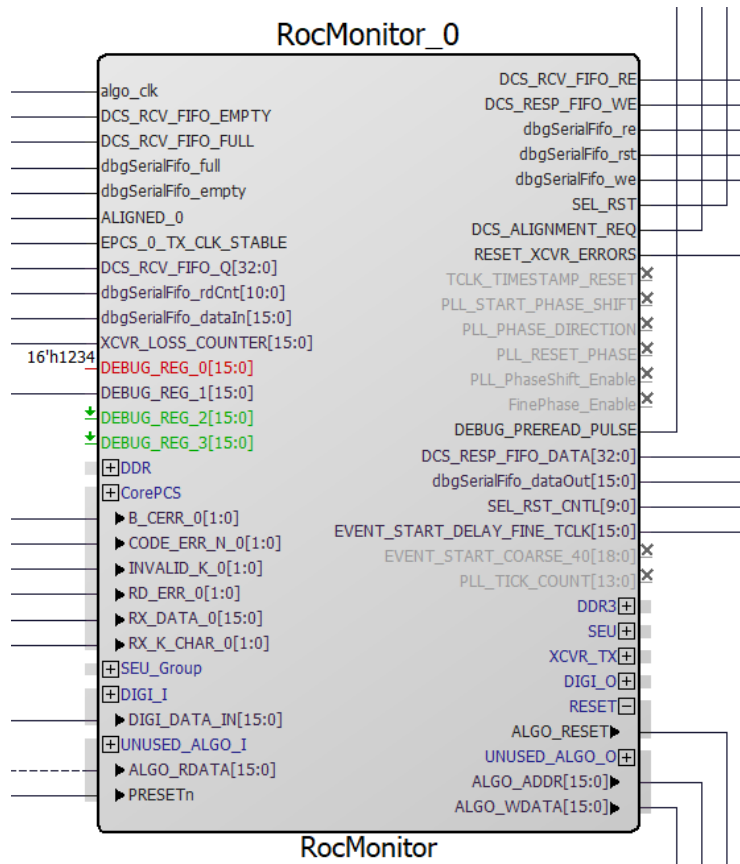 RocMonitor_0
algo_clk
DCS_RCV_FIFO_EMPTY
DCS_RCV_FIFO_FULL
dbgSerialFifo_full
dbgSerialFifo_empty
ALIGNED_0
EPCS_0_TX_CLK_STABLE
DCS_RCV_FIFO_Q[32:0]
dbgSerialFifo_rdCnt[10:0]
dbgSerialFifo_dataIn[15:0]
XCVR_LOSS_COUNTER[15:0]
16'h1234
DEBUG_REG_0[15:0]
DEBUG_REG_1[15:0]
DEBUG_REG_2[15:0]
DEBUG_REG_3[15:0]
DDR
CorePCS
B_CERR_0[1:0]
CODE_ERR_N_0[1:0]
INVALID_K_0[1:0]
RD_ERR_0[1:0]
RX_DATA_0[15:0]
RX_K_CHAR_0[1:0]
SEU_Group
DIGI_I
DIGI_DATA_IN[15:0]
UNUSED_ALGO_I
ALGO_RDATA[15:0]
PRESETn
DCS_RCV_FIFO_RE
DCS_RESP_FIFO_WE
dbgSerialFifo_re
dbgSerialFifo_rst
dbgSerialFifo_we
SEL_RST
DCS_ALIGNMENT_REQ
RESET_XCVR_ERRORS
TCLK_TIMESTAMP_RESET
PLL_START_PHASE_SHIFT
PLL_PHASE_DIRECTION
PLL_RESET_PHASE
PLL_PhaseShift_Enable
FinePhase_Enable
DEBUG_PREREAD_PULSE
DCS_RESP_FIFO_DATA[32:0]
dbgSerialFifo_dataOut[15:0]
SEL_RST_CNTL[9:0]
EVENT_START_DELAY_FINE_TCLK[15:0]
EVENT_START_COARSE_40[18:0]
PLL_TICK_COUNT[13:0]
DDR3
SEU
XCVR_TX
DIGI_O
RESET
ALGO_RESET
UNUSED_ALGO_O
ALGO_ADDR[15:0]
ALGO_WDATA[15:0]
RocMonitor